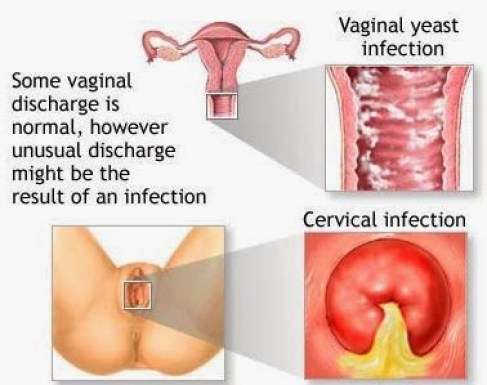 Vaginal yeast
infection
Some vaginal
discharge is
normal, however
unusual discharge
might be the
result of an infection
Cervical infection